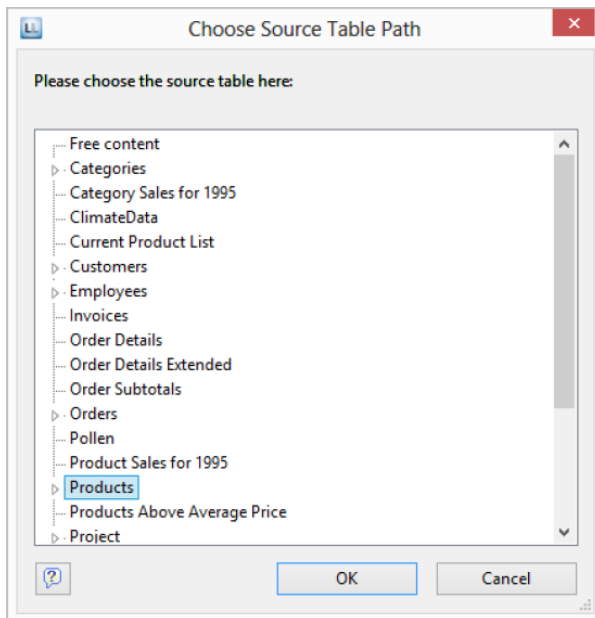 LL
Choose Source Table Path
Please choose the source table here:
Free content
Categories
Category Sales for 1995
ClimateData
Current Product List
Customers
Employees
Invoices
Order Details
Order Details Extended
Order Subtotals
Orders
Pollen
Product Sales for 1995
Products
Products Above Average Price
Project
OK
Cancel